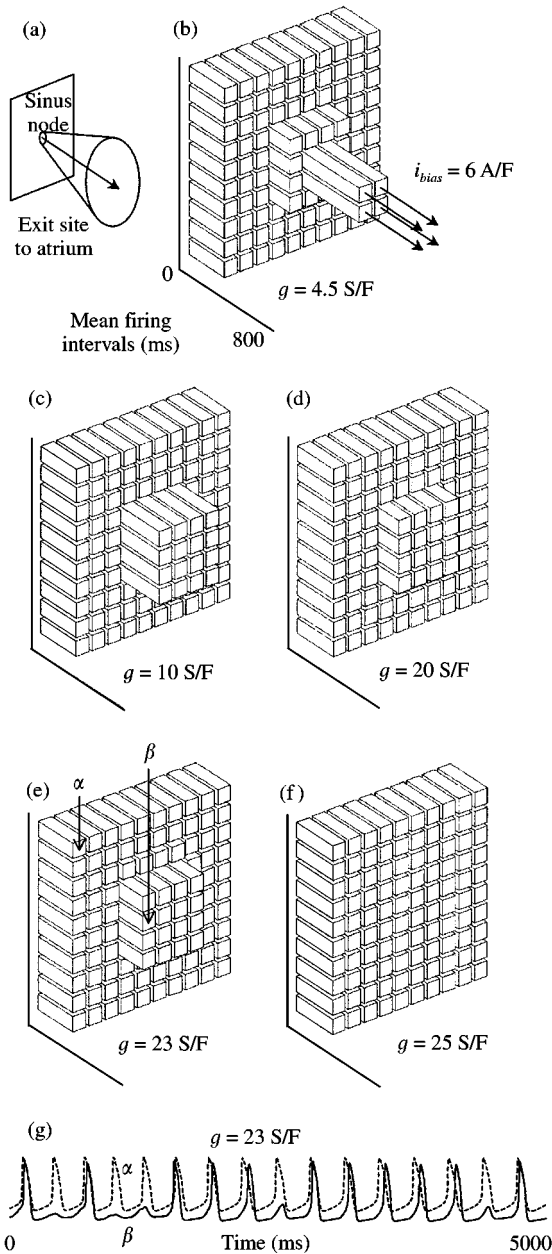 (a)
Sinus
node
Exit site
to atrium
(b)
i_bias = 6 A/F
0
g = 4.5 S/F
Mean firing
intervals (ms)
800
(c)
g = 10 S/F
(d)
g = 20 S/F
(e)
α
β
g = 23 S/F
(f)
g = 25 S/F
(g)
g = 23 S/F
α
β
0
Time (ms)
5000